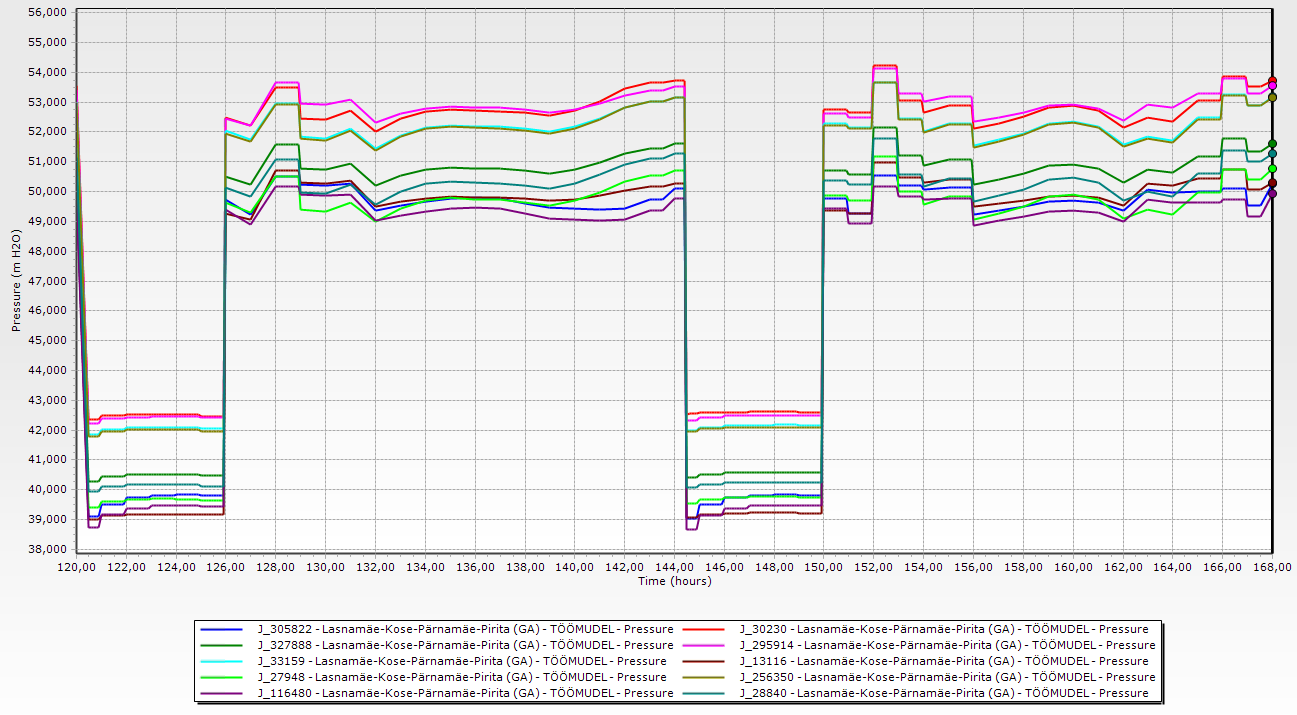 56,000
55,000
54,000
53,000
52,000
51,000
50,000
49,000
48,000
47,000
46,000
45,000
44,000
43,000
42,000
41,000
40,000
39,000
38,000
Pressure (m H2O)
120,00 122,00 124,00 126,00 128,00 130,00 132,00 134,00 136,00 138,00 140,00 142,00 144,00 146,00 148,00 150,00 152,00 154,00 156,00 158,00 160,00 162,00 164,00 166,00 168,00
Time (hours)
J_305822 - Lasnamäe-Kose-Pärnamäe-Pirita (GA) - TÖÖMUDEL - Pressure J_30230 - Lasnamäe-Kose-Pärnamäe-Pirita (GA) - TÖÖMUDEL - Pressure
J_327888 - Lasnamäe-Kose-Pärnamäe-Pirita (GA) - TÖÖMUDEL - Pressure J_295914 - Lasnamäe-Kose-Pärnamäe-Pirita (GA) - TÖÖMUDEL - Pressure
J_33159 - Lasnamäe-Kose-Pärnamäe-Pirita (GA) - TÖÖMUDEL - Pressure J_13116 - Lasnamäe-Kose-Pärnamäe-Pirita (GA) - TÖÖMUDEL - Pressure
J_27948 - Lasnamäe-Kose-Pärnamäe-Pirita (GA) - TÖÖMUDEL - Pressure J_256350 - Lasnamäe-Kose-Pärnamäe-Pirita (GA) - TÖÖMUDEL - Pressure
J_116480 - Lasnamäe-Kose-Pärnamäe-Pirita (GA) - TÖÖMUDEL - Pressure J_28840 - Lasnamäe-Kose-Pärnamäe-Pirita (GA) - TÖÖMUDEL - Pressure